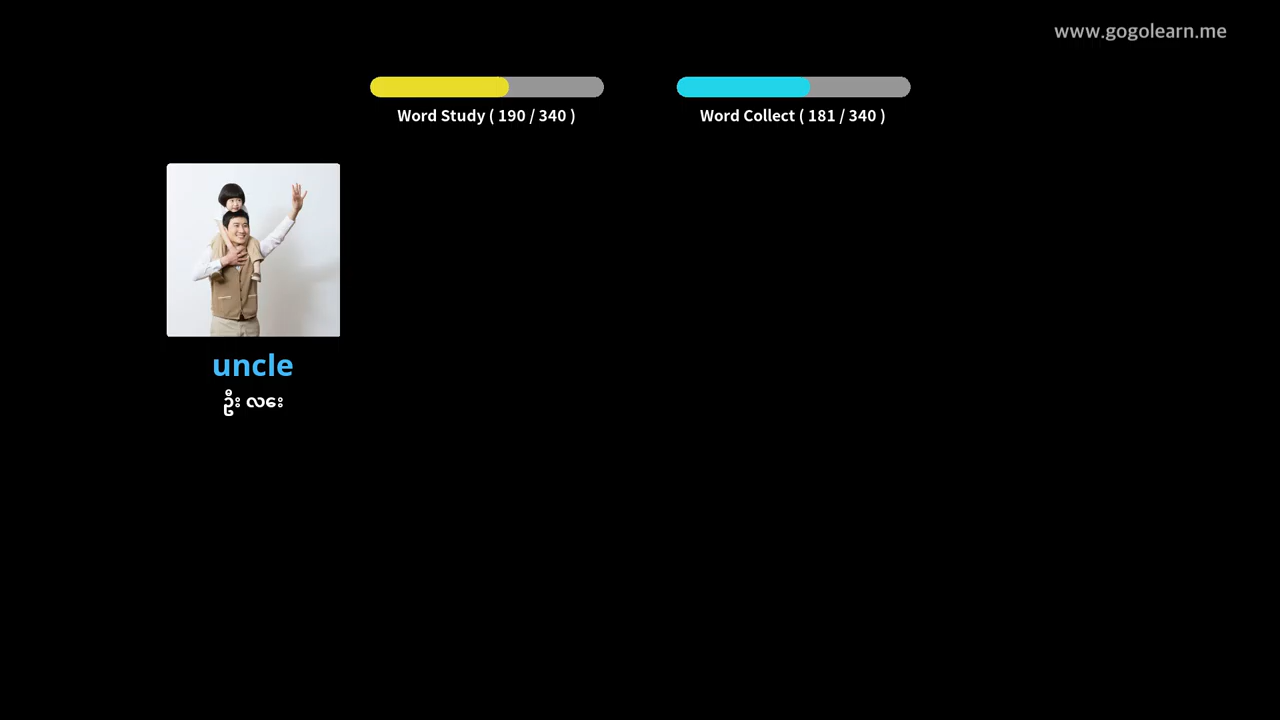 www.gogolearn.me
Word Study ( 190 / 340 )
Word Collect ( 181 / 340 )
uncle
ဦး လေး